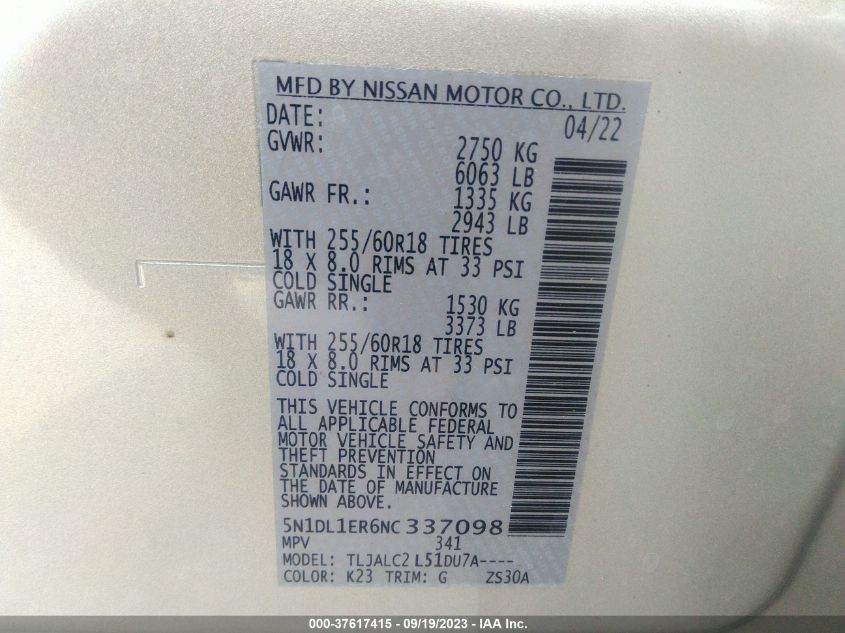 MFD BY NISSAN MOTOR CO., LTD.
DATE: 04/22
GVWR: 2750 KG
6063 LB
GAWR FR.: 1335 KG
2943 LB
WITH 255/60R18 TIRES
18 X 8.0 RIMS AT 33 PSI
COLD SINGLE
GAWR RR.: 1530 KG
3373 LB
WITH 255/60R18 TIRES
18 X 8.0 RIMS AT 33 PSI
COLD SINGLE
THIS VEHICLE CONFORMS TO
ALL APPLICABLE FEDERAL
MOTOR VEHICLE SAFETY AND
THEFT PREVENTION
STANDARDS IN EFFECT ON
THE DATE OF MANUFACTURE
SHOWN ABOVE.
5N1DL1ER6NC 337098
MPV 341
MODEL: TLJALC2 L51DU7A----
COLOR: K23 TRIM: G ZS30A
000-37617415 - 09/19/2023 - IAA Inc.